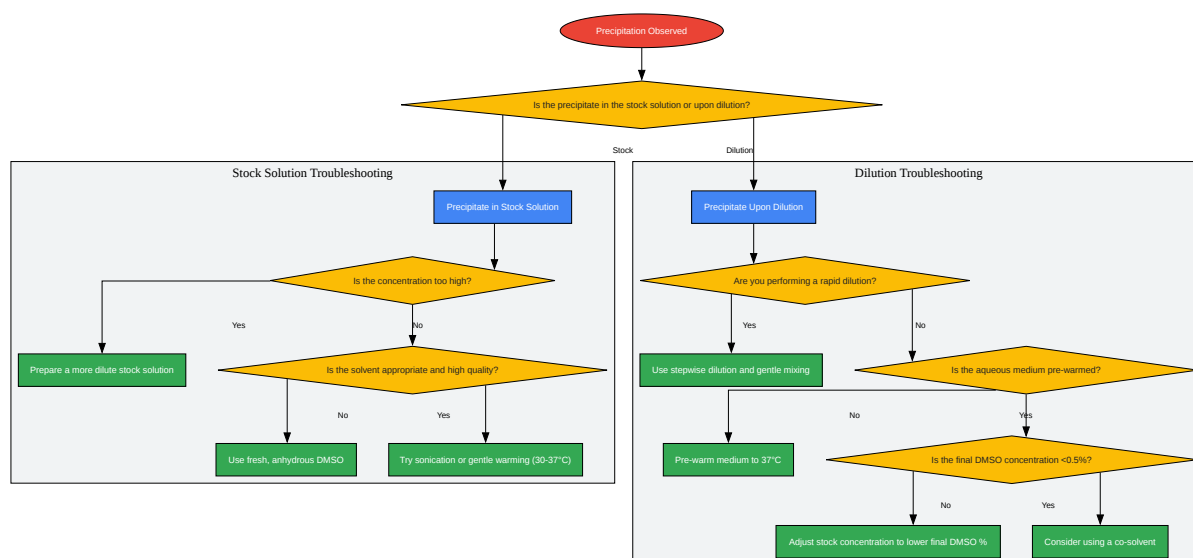 Precipitation Observed
Is the precipitate in the stock solution or upon dilution?
Stock
Dilution
Stock Solution Troubleshooting
Dilution Troubleshooting
Precipitate in Stock Solution
Precipitate Upon Dilution
Is the concentration too high?
Are you performing a rapid dilution?
Yes
No
Yes
No
Prepare a more dilute stock solution
Is the solvent appropriate and high quality?
Use stepwise dilution and gentle mixing
Is the aqueous medium pre-warmed?
No
Yes
No
Yes
Use fresh, anhydrous DMSO
Try sonication or gentle warming (30-37°C)
Pre-warm medium to 37°C
Is the final DMSO concentration <0.5%?
No
Yes
Adjust stock concentration to lower final DMSO %
Consider using a co-solvent